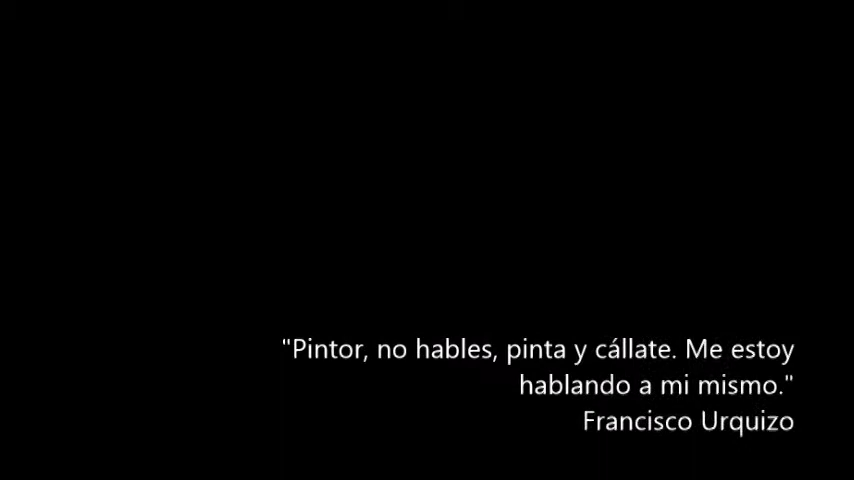 "Pintor, no hables, pinta y cállate. Me estoy
hablando a mi mismo."
Francisco Urquizo